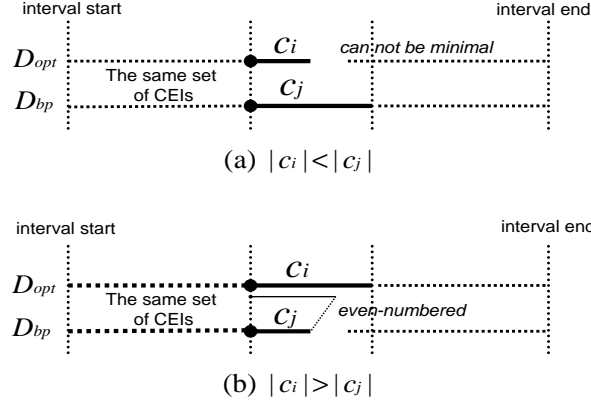 interval start interval end
c_i can not be minimal
D_opt
The same set
of CEIs
c_j
D_bp
(a) |c_i|<|c_j|
interval start interval end
c_i
D_opt
The same set
of CEIs
c_j even-numbered
D_bp
(b) |c_i|>|c_j|